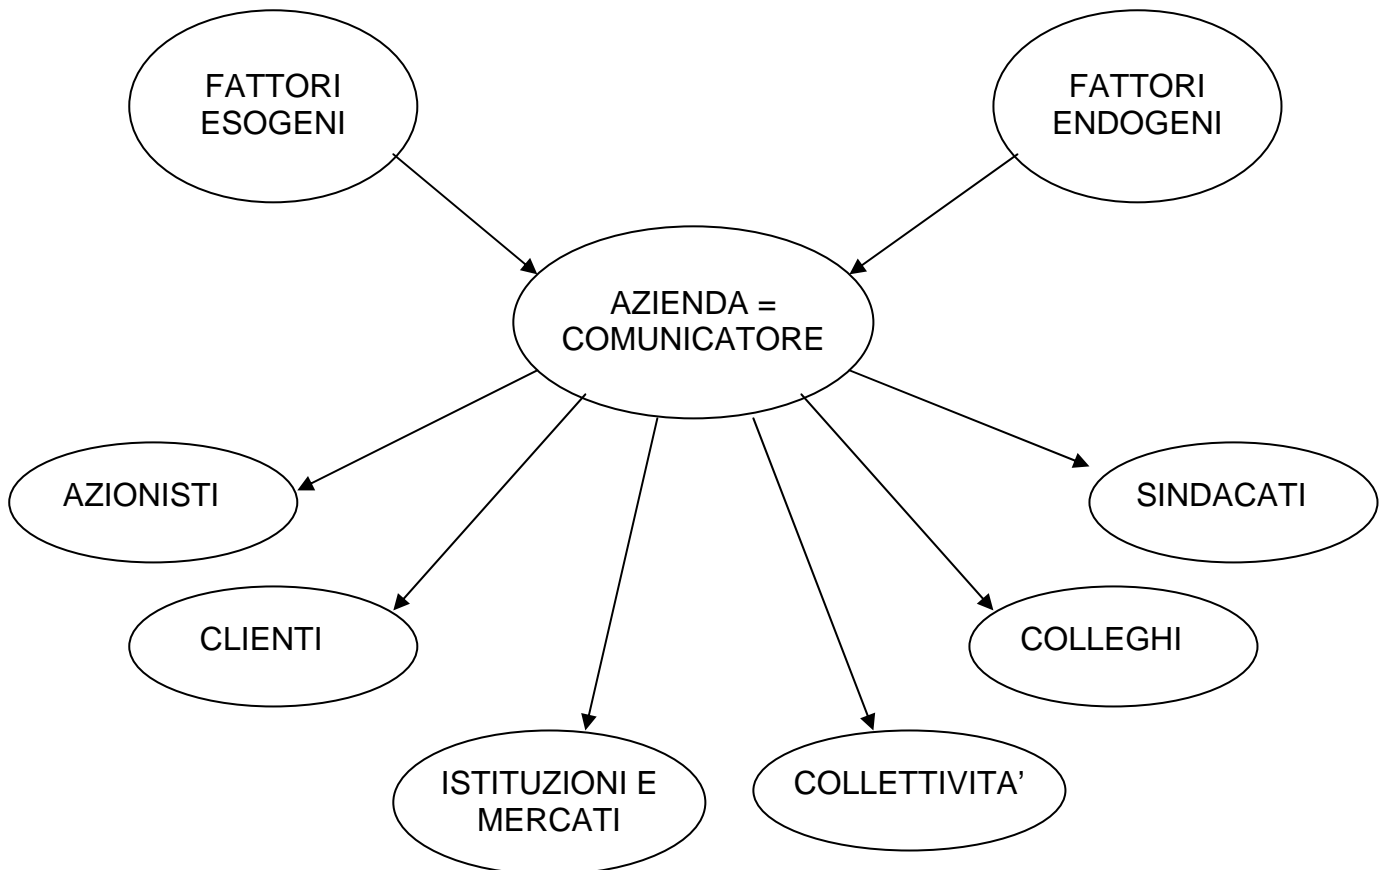 FATTORI
ESOGENI
FATTORI
ENDOGENI
AZIENDA =
COMUNICATORE
AZIONISTI
SINDACATI
CLIENTI
COLLEGHI
ISTITUZIONI E
MERCATI
COLLETTIVITA’